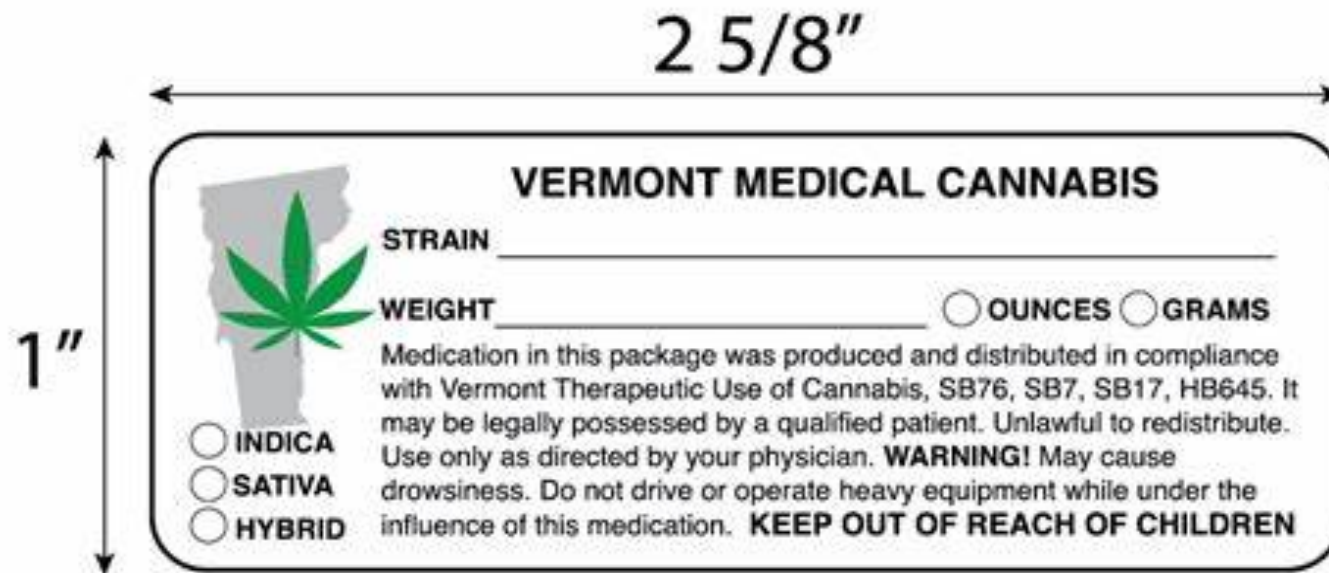 2 5/8"
1"
VERMONT MEDICAL CANNABIS
STRAIN
WEIGHT OUNCES GRAMS
Medication in this package was produced and distributed in compliance
with Vermont Therapeutic Use of Cannabis, SB76, SB7, SB17, HB645. It
may be legally possessed by a qualified patient. Unlawful to redistribute.
Use only as directed by your physician. WARNING! May cause
drowsiness. Do not drive or operate heavy equipment while under the
influence of this medication. KEEP OUT OF REACH OF CHILDREN
INDICA
SATIVA
HYBRID